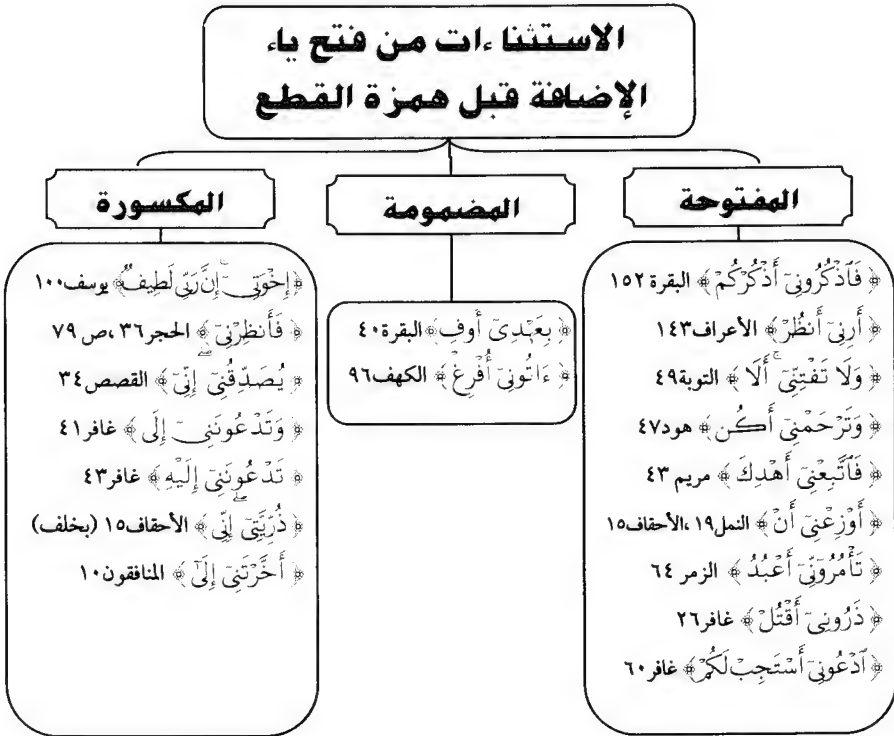 الاستثناءات من فتح ياء
الإضافة قبل همزة القطع
المفتوحة
﴿فَاذْكُرُونِيٓ أَذْكُرْكُمْ﴾ البقرة ١٥٢
﴿أَرِنِيٓ أَنظُرْ﴾ الأعراف ١٤٣
﴿وَلَا تَفْتِنِّيٓ ۚ أَلَا﴾ التوبة ٤٩
﴿وَتَرْحَمْنِيٓ أَكُن﴾ هود ٤٧
﴿فَاتَّبِعْنِيٓ أَهْدِكَ﴾ مريم ٤٣
﴿أَوْزِعْنِيٓ أَنْ﴾ النمل ١٩، الأحقاف ١٥
﴿تَأْمُرُوٓنِّيٓ أَعْبُدُ﴾ الزمر ٦٤
﴿ذَرُونِيٓ أَقْتُلْ﴾ غافر ٢٦
﴿ٱدْعُونِيٓ أَسْتَجِبْ لَكُمْ﴾ غافر ٦٠
المضمومة
﴿بِعَهْدِيٓ أُوفِ﴾ البقرة ٤٠
﴿ءَاتُونِيٓ أُفْرِغْ﴾ الكهف ٩٦
المكسورة
﴿إِخْوَتِيٓ ۚ إِنَّ رَبِّي لَطِيفٌ﴾ يوسف ١٠٠
﴿فَأَنظِرْنِيٓ﴾ الحجر ٣٦، ص ٧٩
﴿يُصَدِّقُنِيٓ ۖ إِنِّيٓ﴾ القصص ٣٤
﴿وَتَدْعُونَنِيٓ إِلَى﴾ غافر ٤١
﴿تَدْعُونَنِيٓ إِلَيْهِ﴾ غافر ٤٣
﴿ذُرِّيَّتِيٓ ۖ إِنِّي﴾ الأحقاف ١٥ (بخلف)
﴿أَخَّرْتَنِيٓ إِلَىٰٓ﴾ المنافقون ١٠